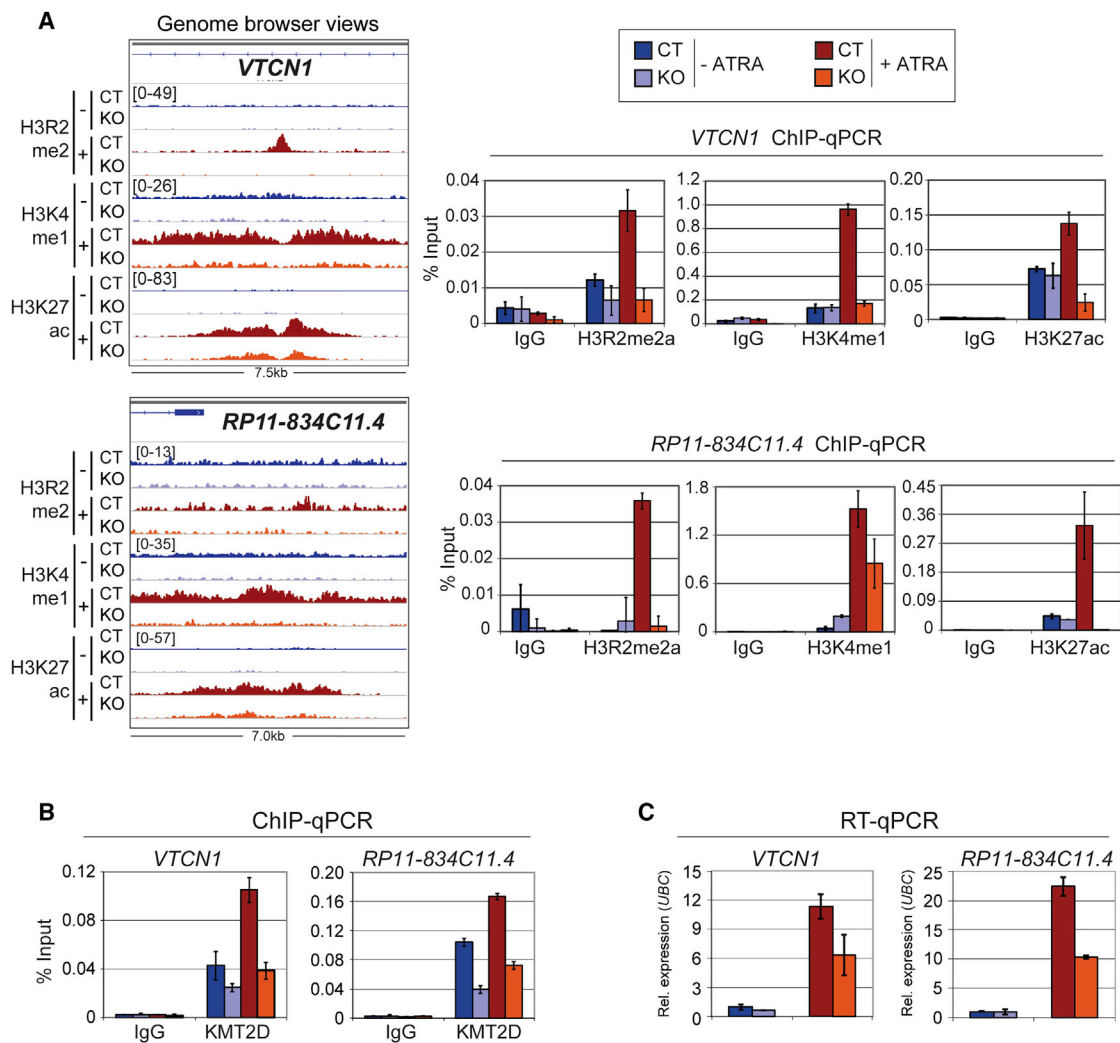 A
Genome browser views
VTCN1
H3R2
me2
-
+
CT
KO
CT
KO
[0-49]
H3K4
me1
-
+
CT
KO
CT
KO
[0-26]
H3K27
ac
-
+
CT
KO
CT
KO
[0-83]
7.5kb
RP11-834C11.4
H3R2
me2
-
+
CT
KO
CT
KO
[0-13]
H3K4
me1
-
+
CT
KO
CT
KO
[0-35]
H3K27
ac
-
+
CT
KO
CT
KO
[0-57]
7.0kb
CT
KO
- ATRA
CT
KO
+ ATRA
VTCN1 ChIP-qPCR
% Input
0.04
0.03
0.02
0.01
0
IgG H3R2me2a
1.2
1.0
0.8
0.6
0.4
0.2
0
IgG H3K4me1
0.20
0.15
0.10
0.05
0
IgG H3K27ac
RP11-834C11.4 ChIP-qPCR
% Input
0.04
0.03
0.02
0.01
0
IgG H3R2me2a
1.8
1.2
0.6
0
IgG H3K4me1
0.45
0.36
0.27
0.18
0.09
0
IgG H3K27ac
B
ChIP-qPCR
VTCN1
% Input
0.12
0.08
0.04
0
IgG KMT2D
RP11-834C11.4
0.20
0.16
0.12
0.08
0.04
0
IgG KMT2D
C
RT-qPCR
VTCN1
Rel. expression (UBC)
15
12
9
6
3
0
RP11-834C11.4
Rel. expression (UBC)
25
20
15
10
5
0